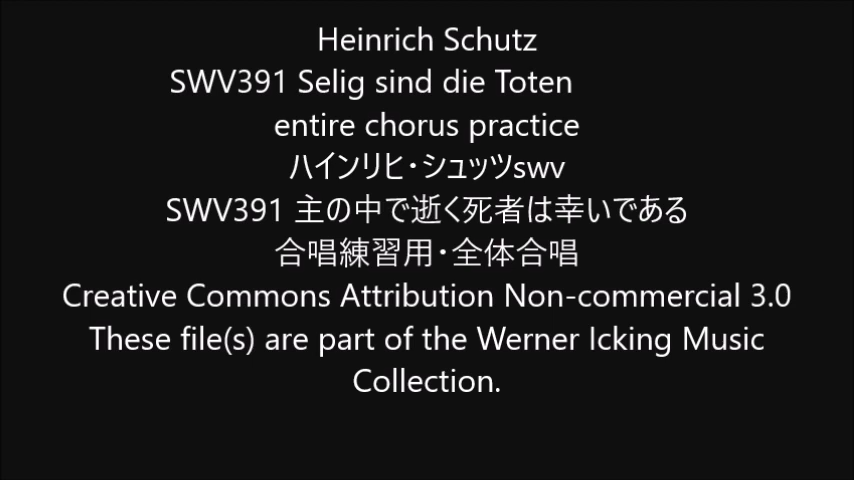 Heinrich Schutz
SWV391 Selig sind die Toten
entire chorus practice
ハインリヒ・シュッツswv
SWV391 主の中で逝く死者は幸いである
合唱練習用・全体合唱
Creative Commons Attribution Non-commercial 3.0
These file(s) are part of the Werner Icking Music
Collection.